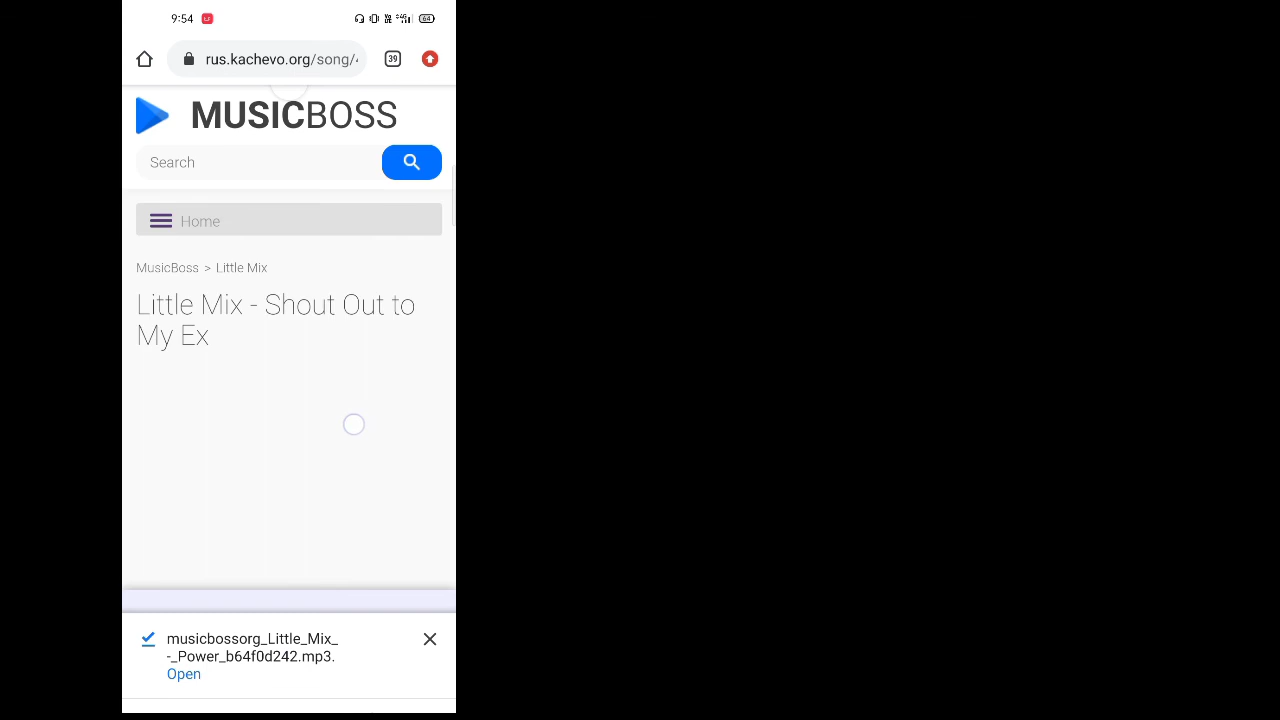 9:54
64
rus.kachevo.org/song/
39
MUSICBOSS
Search
Home
MusicBoss > Little Mix
Little Mix - Shout Out to
My Ex
musicbossorg_Little_Mix_
-_Power_b64f0d242.mp3.
Open